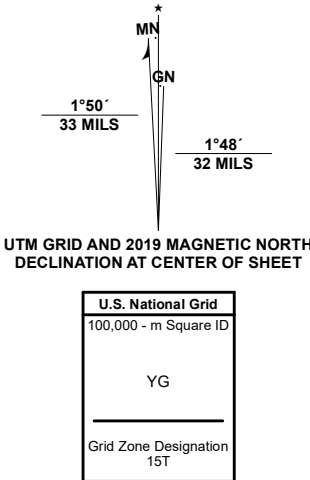 ★
MN
GN
1°50´
33 MILS
1°48´
32 MILS
UTM GRID AND 2019 MAGNETIC NORTH
DECLINATION AT CENTER OF SHEET
U.S. National Grid
100,000 - m Square ID
YG
Grid Zone Designation
15T